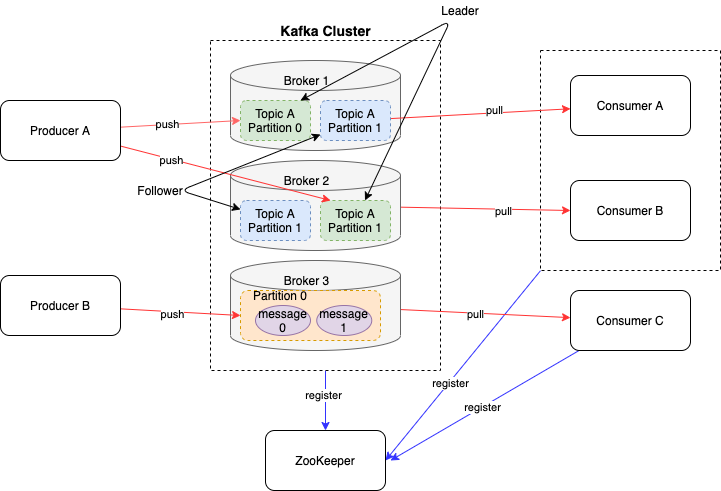 Leader
Kafka Cluster
Broker 1
Topic A
Partition 0
Topic A
Partition 1
Producer A
push
push
pull
Consumer A
Follower
Broker 2
Topic A
Partition 1
Topic A
Partition 1
pull
Consumer B
Producer B
push
Broker 3
Partition 0
message
0
message
1
pull
Consumer C
register
register
register
ZooKeeper